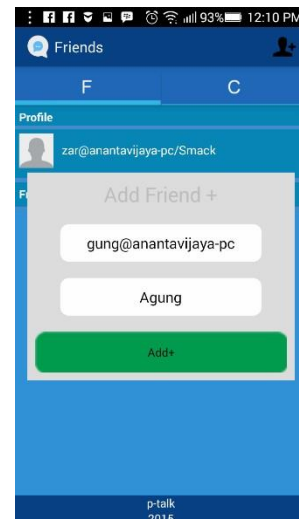 93% 12:10 PM
Friends
F C
Profile
zar@anantavijaya-pc/Smack
F
Add Friend +
gung@anantavijaya-pc
Agung
Add+
p-talk
2015